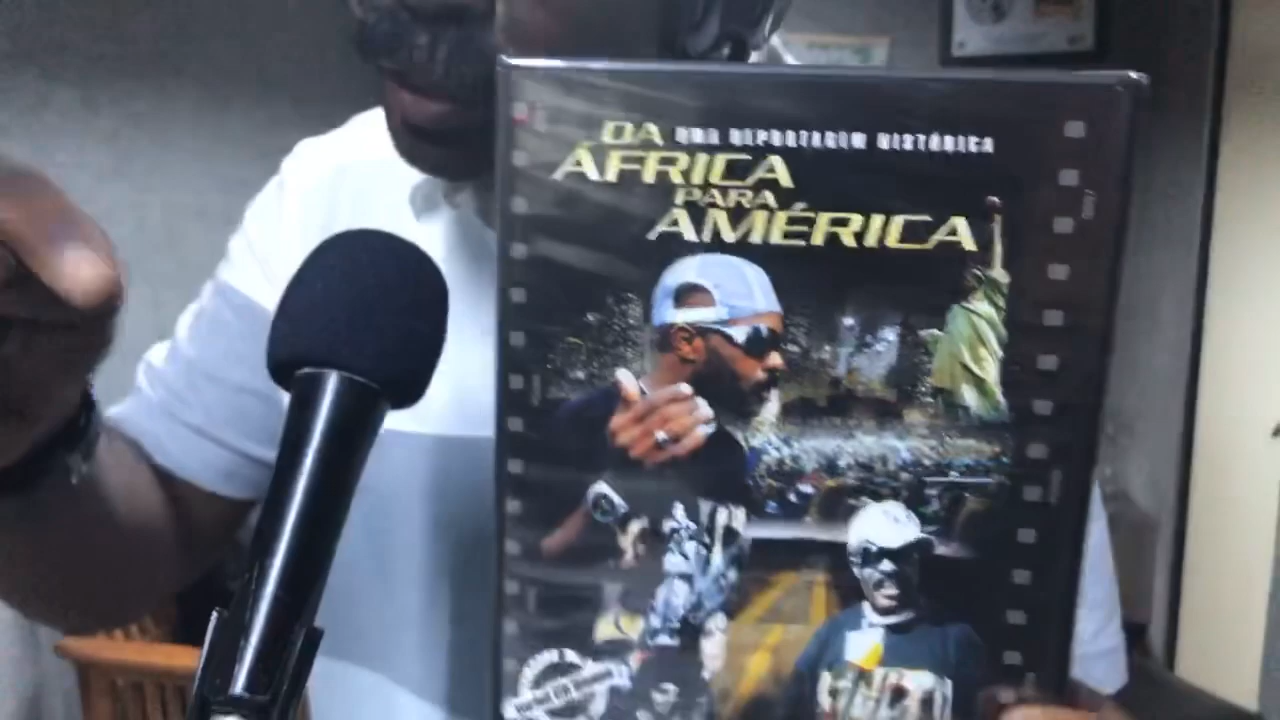 DA
UMA REPORTAGEM HISTÓRICA
ÁFRICA
PARA
AMÉRICA